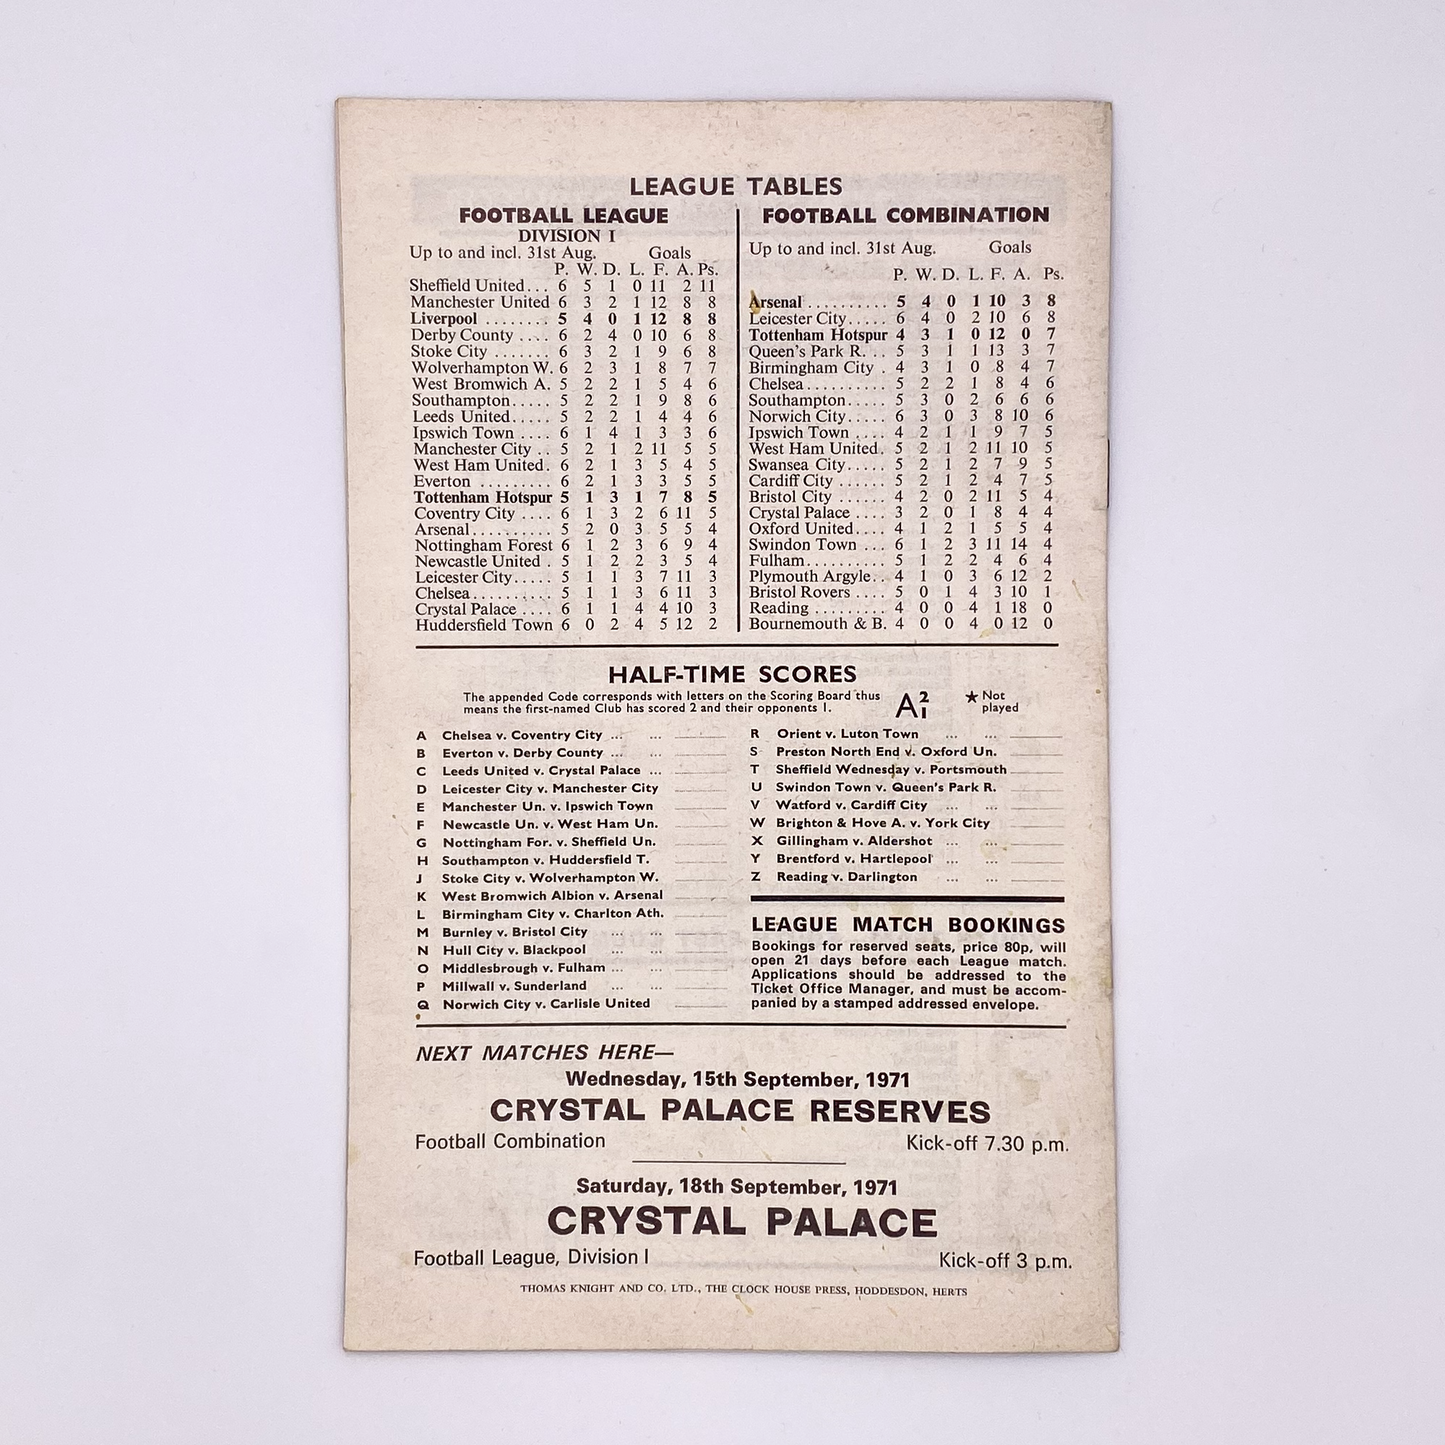 LEAGUE TABLES
FOOTBALL LEAGUE
DIVISION I
Up to and incl. 31st Aug. Goals
P. W. D. L. F. A. Ps.
Sheffield United... 6 5 1 0 11 2 11
Manchester United 6 3 2 1 12 8 8
Liverpool ........ 5 4 0 1 12 8 8
Derby County .... 6 2 4 0 10 6 8
Stoke City ....... 6 3 2 1 9 6 8
Wolverhampton W. 6 2 3 1 8 7 7
West Bromwich A. 5 2 2 1 5 4 6
Southampton..... 5 2 2 1 9 8 6
Leeds United..... 5 2 2 1 4 4 6
Ipswich Town .... 6 1 4 1 3 3 6
Manchester City .. 5 2 1 2 11 5 5
West Ham United. 6 2 1 3 5 4 5
Everton ......... 6 2 1 3 3 5 5
Tottenham Hotspur 5 1 3 1 7 8 5
Coventry City .... 6 1 3 2 6 11 5
Arsenal.......... 5 2 0 3 5 5 4
Nottingham Forest 6 1 2 3 6 9 4
Newcastle United . 5 1 2 2 3 5 4
Leicester City..... 5 1 1 3 7 11 3
Chelsea.......... 5 1 1 3 6 11 3
Crystal Palace .... 6 1 1 4 4 10 3
Huddersfield Town 6 0 2 4 5 12 2
FOOTBALL COMBINATION
Up to and incl. 31st Aug. Goals
P. W. D. L. F. A. Ps.
Arsenal .......... 5 4 0 1 10 3 8
Leicester City..... 6 4 0 2 10 6 8
Tottenham Hotspur 4 3 1 0 12 0 7
Queen's Park R. .. 5 3 1 1 13 3 7
Birmingham City . 4 3 1 0 8 4 7
Chelsea.......... 5 2 2 1 8 4 6
Southampton..... 5 3 0 2 6 6 6
Norwich City..... 6 3 0 3 8 10 6
Ipswich Town .... 4 2 1 1 9 7 5
West Ham United. 5 2 1 2 11 10 5
Swansea City..... 5 2 1 2 7 9 5
Cardiff City ...... 5 2 1 2 4 7 5
Bristol City ...... 4 2 0 2 11 5 4
Crystal Palace .... 3 2 0 1 8 4 4
Oxford United.... 4 1 2 1 5 5 4
Swindon Town ... 6 1 2 3 11 14 4
Fulham.......... 5 1 2 2 4 6 4
Plymouth Argyle.. 4 1 0 3 6 12 2
Bristol Rovers .... 5 0 1 4 3 10 1
Reading ......... 4 0 0 4 1 18 0
Bournemouth & B. 4 0 0 4 0 12 0
HALF-TIME SCORES
The appended Code corresponds with letters on the Scoring Board thus
means the first-named Club has scored 2 and their opponents 1.
A 2 1
★ Not
played
A Chelsea v. Coventry City ... ...
B Everton v. Derby County ... ...
C Leeds United v. Crystal Palace ...
D Leicester City v. Manchester City
E Manchester Un. v. Ipswich Town
F Newcastle Un. v. West Ham Un.
G Nottingham For. v. Sheffield Un.
H Southampton v. Huddersfield T.
J Stoke City v. Wolverhampton W.
K West Bromwich Albion v. Arsenal
L Birmingham City v. Charlton Ath.
M Burnley v. Bristol City ... ...
N Hull City v. Blackpool ... ...
O Middlesbrough v. Fulham ... ...
P Millwall v. Sunderland ... ...
Q Norwich City v. Carlisle United
R Orient v. Luton Town ... ...
S Preston North End v. Oxford Un.
T Sheffield Wednesday v. Portsmouth
U Swindon Town v. Queen's Park R.
V Watford v. Cardiff City ... ...
W Brighton & Hove A. v. York City
X Gillingham v. Aldershot ... ...
Y Brentford v. Hartlepool ... ...
Z Reading v. Darlington ... ...
LEAGUE MATCH BOOKINGS
Bookings for reserved seats, price 80p, will
open 21 days before each League match.
Applications should be addressed to the
Ticket Office Manager, and must be accom-
panied by a stamped addressed envelope.
NEXT MATCHES HERE—
Wednesday, 15th September, 1971
CRYSTAL PALACE RESERVES
Football Combination Kick-off 7.30 p.m.
Saturday, 18th September, 1971
CRYSTAL PALACE
Football League, Division I Kick-off 3 p.m.
THOMAS KNIGHT AND CO. LTD., THE CLOCK HOUSE PRESS, HODDESDON, HERTS